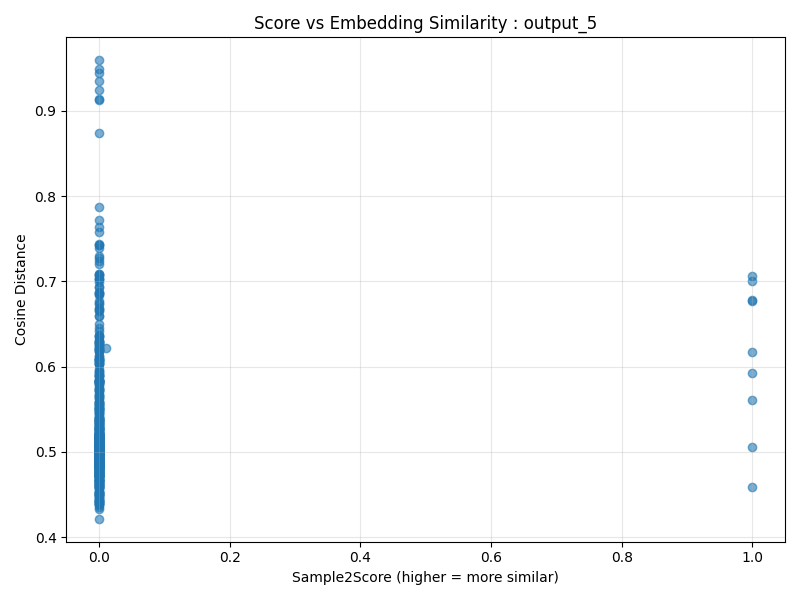 Score vs Embedding Similarity : output_5
Cosine Distance
0.9
0.8
0.7
0.6
0.5
0.4
0.0 0.2 0.4 0.6 0.8 1.0
Sample2Score (higher = more similar)